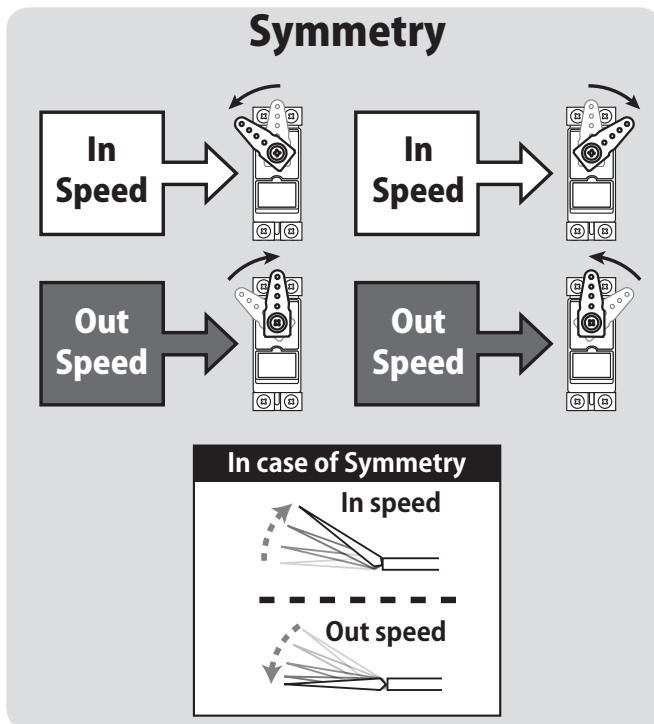 Symmetry
In
Speed
In
Speed
Out
Speed
Out
Speed
In case of Symmetry
In speed
Out speed